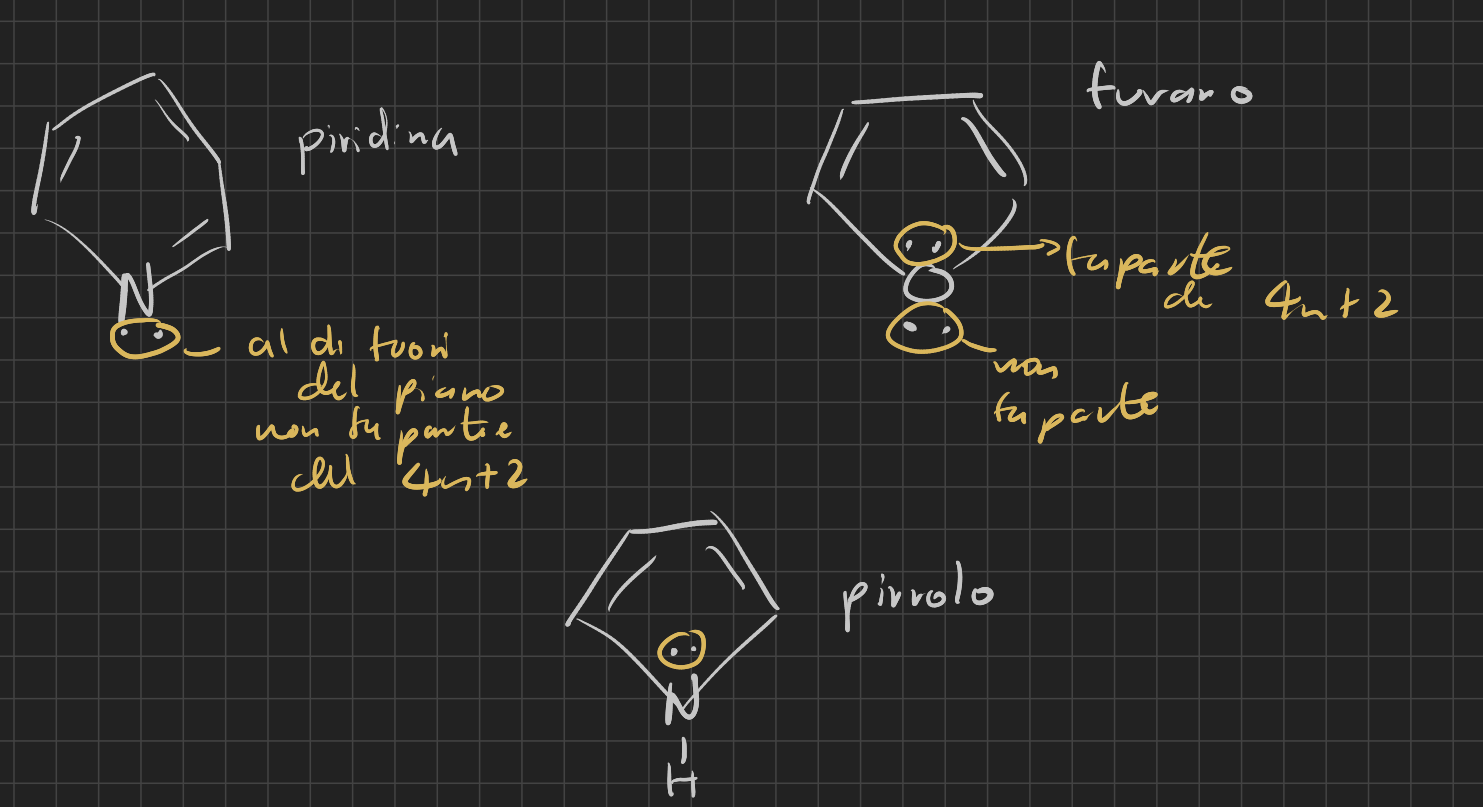 piridina
N
al di fuori
del piano
non fa parte
del 4n+2
furano
fa parte
di 4n+2
O
non
fa parte
pirrolo
N
H